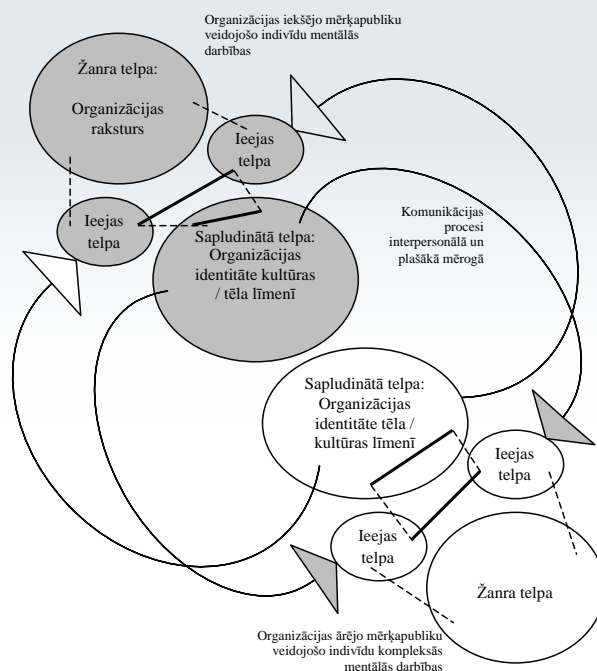 Organizācijas iekšējo mērķapubliku
veidojošo indivīdu mentālās
darbības
Žanra telpa:
Organizācijas
raksturs
Ieejas
telpa
Ieejas
telpa
Sapludinātā telpa:
Organizācijas
identitāte kultūras
/ tēla līmenī
Komunikācijas
procesi
interpersonālā un
plašākā mērogā
Sapludinātā telpa:
Organizācijas
identitāte tēla /
kultūras līmenī
Ieejas
telpa
Ieejas
telpa
Žanra telpa
Organizācijas ārējo mērķapubliku
veidojošo indivīdu kompleksās
mentālās darbības